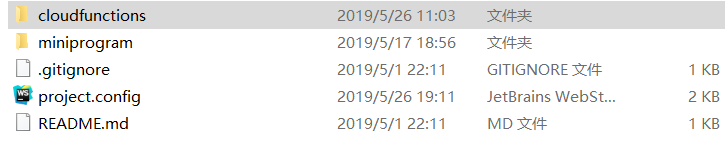 cloudfunctions 2019/5/26 11:03 文件夹
miniprogram 2019/5/17 18:56 文件夹
.gitignore 2019/5/1 22:11 GITIGNORE 文件 1 KB
WS project.config 2019/5/26 19:11 JetBrains WebSt... 2 KB
README.md 2019/5/1 22:11 MD 文件 1 KB